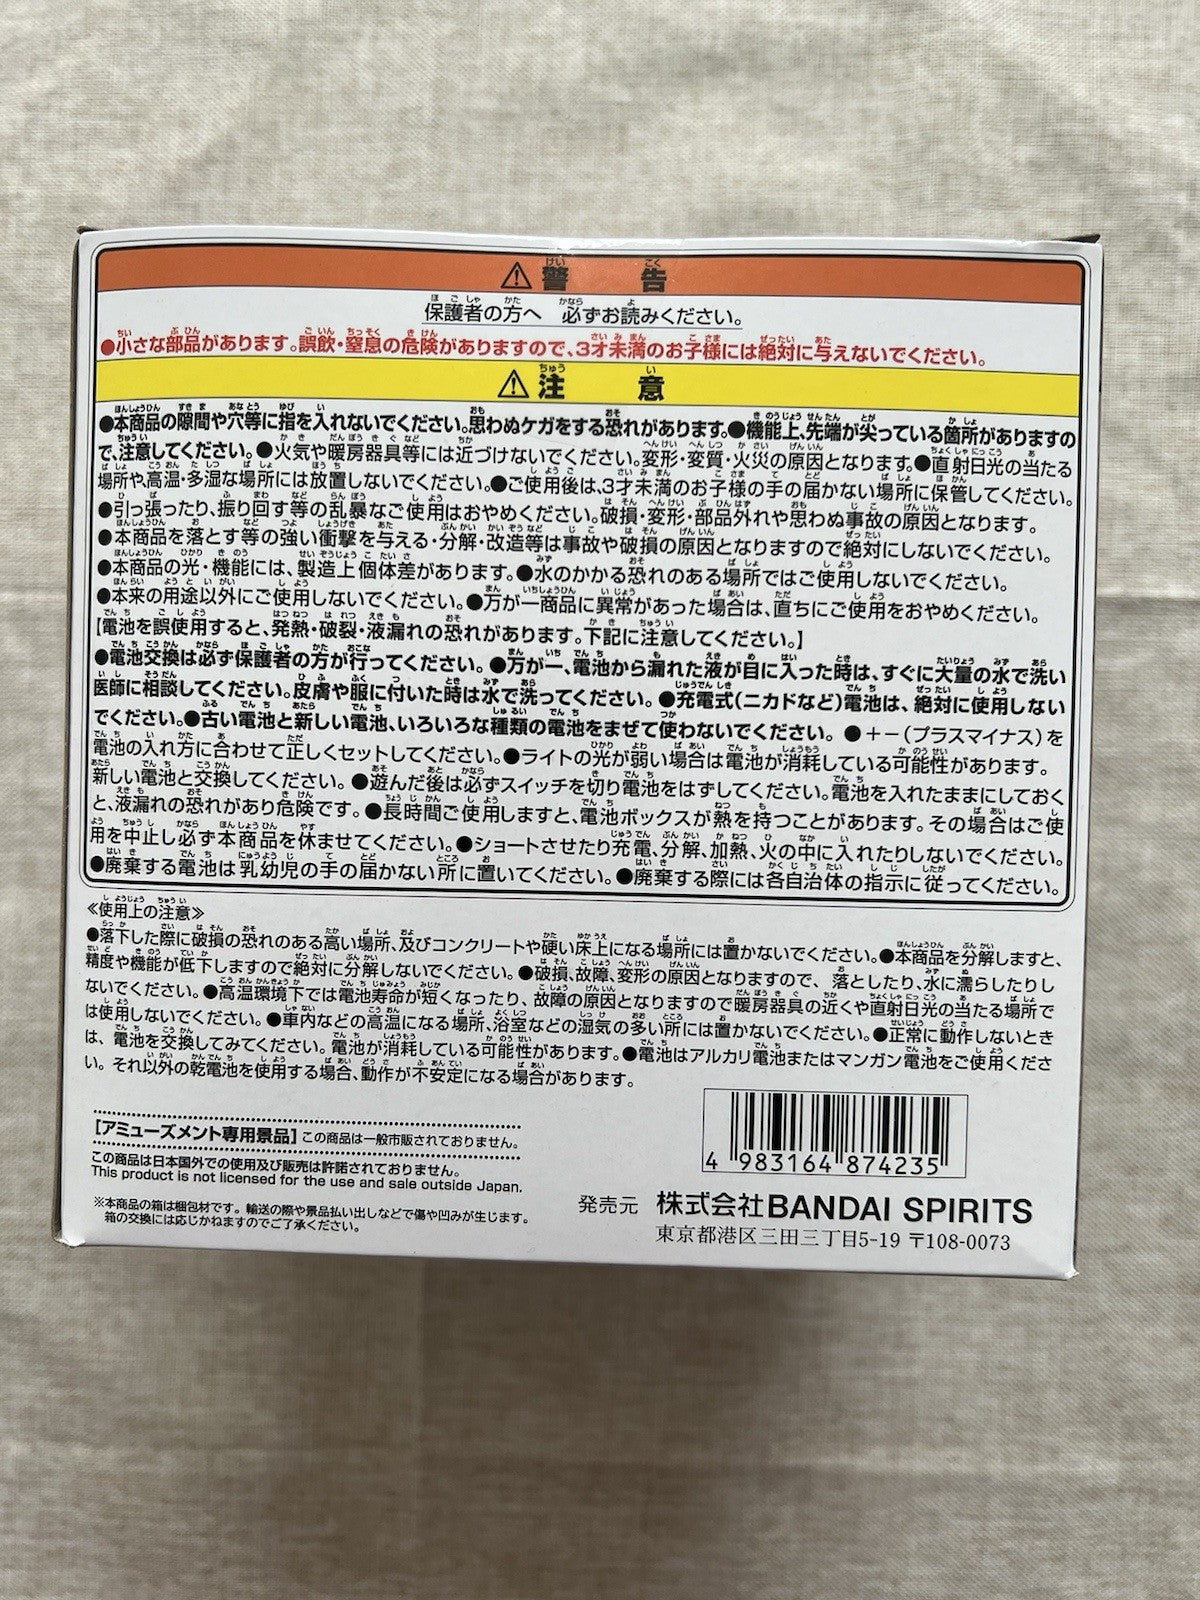 ⚠警告
保護者の方へ 必ずお読みください。
●小さな部品があります。誤飲・窒息の危険がありますので、3才未満のお子様には絶対に与えないでください。
⚠注意
●本商品の隙間や穴等に指を入れないでください。思わぬケガをする恐れがあります。●機能上、先端が尖っている箇所がありますの
で、注意してください。●火気や暖房器具等には近づけないでください。変形・変質・火災の原因となります。●直射日光の当たる
場所や、高温・多湿な場所には放置しないでください。●ご使用後は、3才未満のお子様の手の届かない場所に保管してください。
●引っ張ったり、振り回す等の乱暴なご使用はおやめください。破損・変形・部品外れや思わぬ事故の原因となります。
●本商品を落とす等の強い衝撃を与える・分解・改造等は事故や破損の原因となりますので絶対にしないでください。
●本商品の光・機能には、製造上個体差があります。●水のかかる恐れのある場所ではご使用しないでください。
●本来の用途以外にご使用しないでください。●万が一商品に異常があった場合は、直ちにご使用をおやめください。
【電池を誤使用すると、発熱・破裂・液漏れの恐れがあります。下記に注意してください。】
●電池交換は必ず保護者の方が行ってください。●万が一、電池から漏れた液が目に入った時は、すぐに大量の水で洗い
医師に相談してください。皮膚や服に付いた時は水で洗ってください。●充電式(ニカドなど)電池は、絶対に使用しない
でください。●古い電池と新しい電池、いろいろな種類の電池をまぜて使わないでください。●＋−(プラスマイナス)を
電池の入れ方に合わせて正しくセットしてください。●ライトの光が弱い場合は電池が消耗している可能性があります。
新しい電池と交換してください。●遊んだ後は必ずスイッチを切り電池をはずしてください。電池を入れたままにしておく
と、液漏れの恐れがあり危険です。●長時間ご使用しますと、電池ボックスが熱を持つことがあります。その場合はご使
用を中止し必ず本商品を休ませてください。●ショートさせたり充電、分解、加熱、火の中に入れたりしないでください。
●廃棄する電池は乳幼児の手の届かない所に置いてください。●廃棄する際には各自治体の指示に従ってください。
≪使用上の注意≫
●落下した際に破損の恐れのある高い場所、及びコンクリートや硬い床上になる場所には置かないでください。●本商品を分解しますと、
精度や機能が低下しますので絶対に分解しないでください。●破損、故障、変形の原因となりますので、落としたり、水に濡らしたりし
ないでください。●高温環境下では電池寿命が短くなったり、故障の原因となりますので暖房器具の近くや直射日光の当たる場所で
は使用しないでください。●車内などの高温になる場所、浴室などの湿気の多い所には置かないでください。●正常に動作しないとき
は、電池を交換してみてください。電池が消耗している可能性があります。●電池はアルカリ電池またはマンガン電池をご使用くださ
い。それ以外の乾電池を使用する場合、動作が不安定になる場合があります。
[アミューズメント専用景品]この商品は一般市販されておりません。
この商品は日本国外での使用及び販売は許諾されておりません。
This product is not licensed for the use and sale outside Japan.
※本商品の箱は梱包材です。輸送の際や景品払い出しなどで傷や凹みが生じます。
箱の交換には応じかねますのでご了承ください。
4 983164 874235
発売元 株式会社BANDAI SPIRITS
東京都港区三田三丁目5-19 〒108-0073